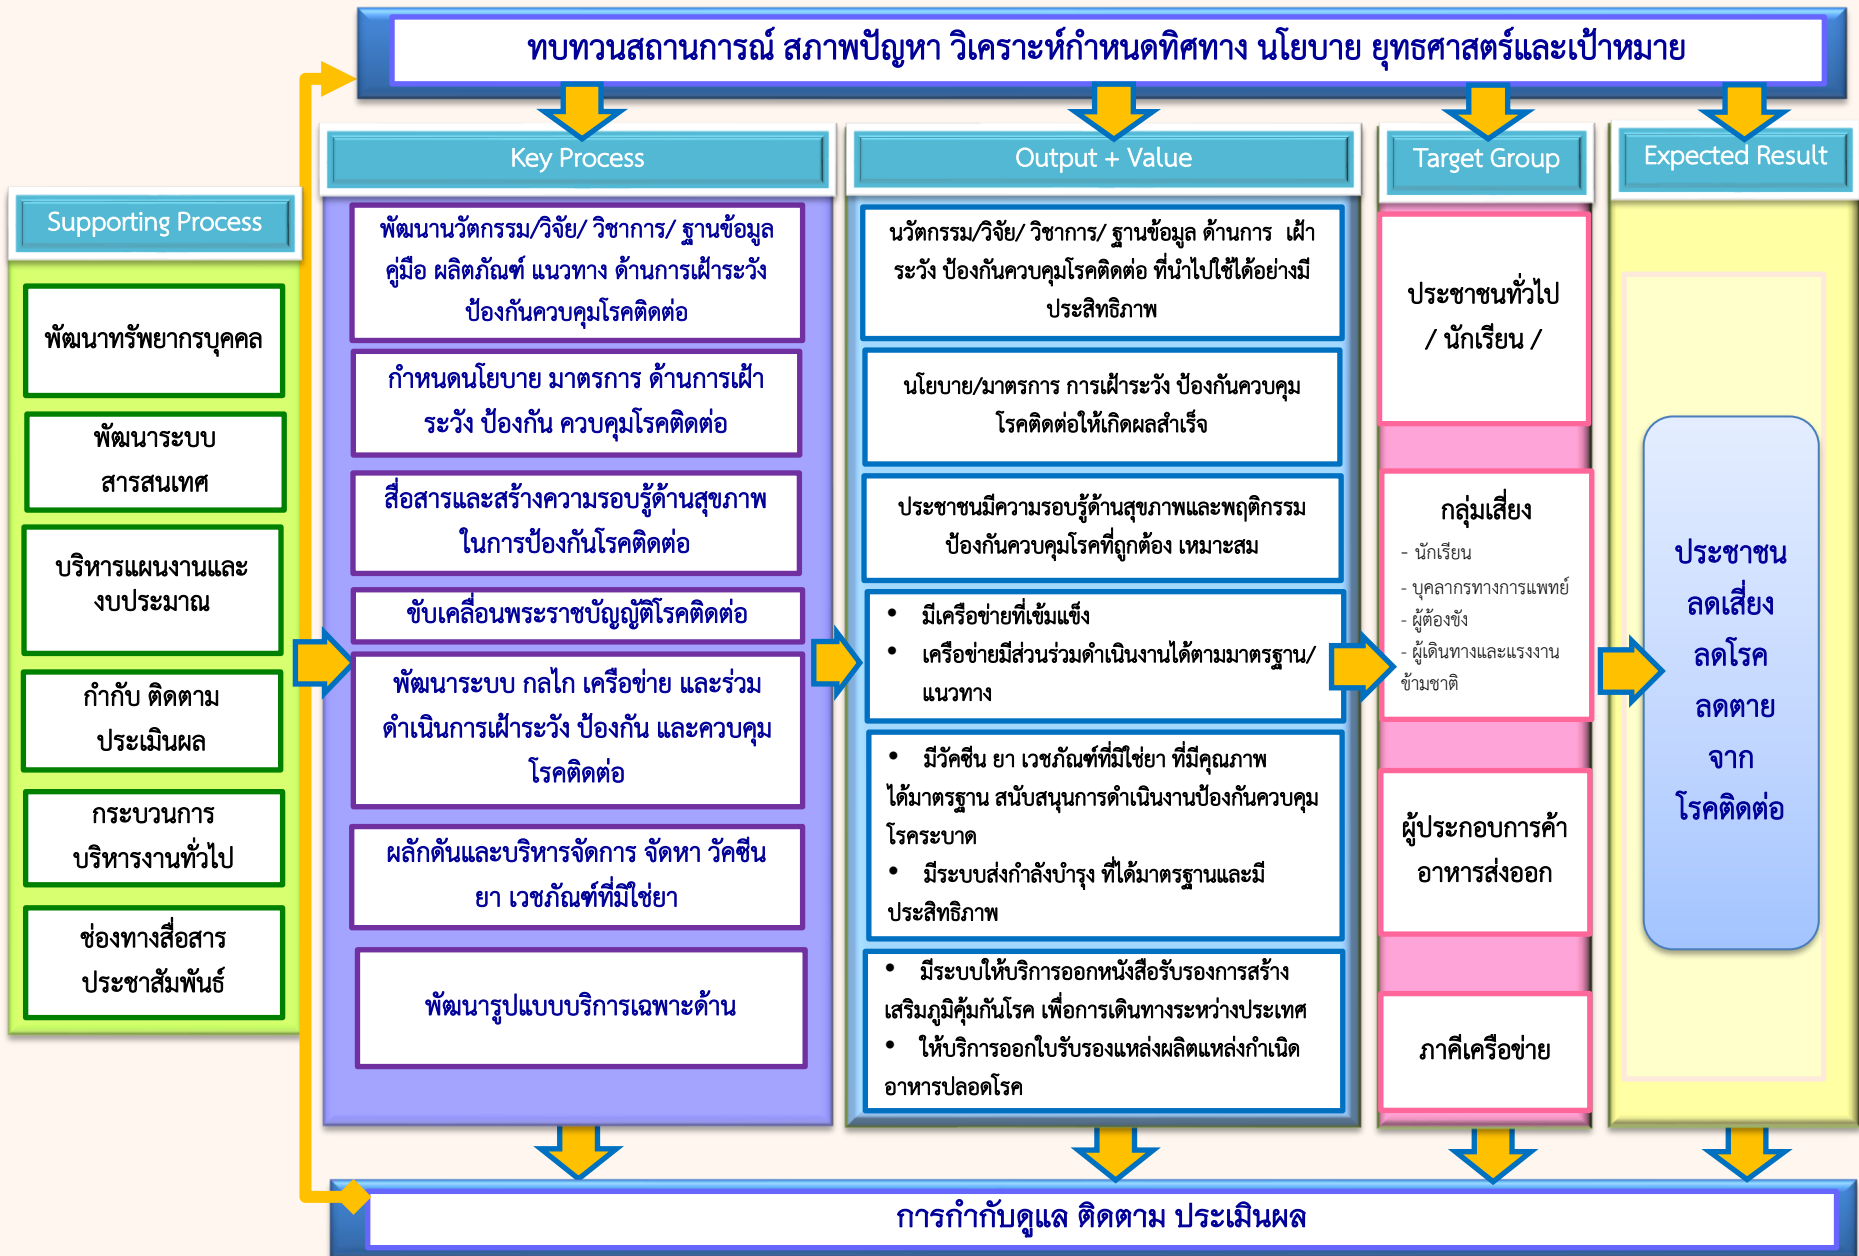 ทบทวนสถานการณ์ สภาพปัญหา วิเคราะห์กำหนดทิศทาง นโยบาย ยุทธศาสตร์และเป้าหมาย
Supporting Process
พัฒนาทรัพยากรบุคคล
พัฒนาระบบ
สารสนเทศ
บริหารแผนงานและ
งบประมาณ
กำกับ ติดตาม
ประเมินผล
กระบวนการ
บริหารงานทั่วไป
ช่องทางสื่อสาร
ประชาสัมพันธ์
Key Process
พัฒนานวัตกรรม/วิจัย/ วิชาการ/ ฐานข้อมูล
คู่มือ ผลิตภัณฑ์ แนวทาง ด้านการเฝ้าระวัง
ป้องกันควบคุมโรคติดต่อ
กำหนดนโยบาย มาตรการ ด้านการเฝ้า
ระวัง ป้องกัน ควบคุมโรคติดต่อ
สื่อสารและสร้างความรอบรู้ด้านสุขภาพ
ในการป้องกันโรคติดต่อ
ขับเคลื่อนพระราชบัญญัติโรคติดต่อ
พัฒนาระบบ กลไก เครือข่าย และร่วม
ดำเนินการเฝ้าระวัง ป้องกัน และควบคุม
โรคติดต่อ
ผลักดันและบริหารจัดการ จัดหา วัคซีน
ยา เวชภัณฑ์ที่มิใช่ยา
พัฒนารูปแบบบริการเฉพาะด้าน
Output + Value
นวัตกรรม/วิจัย/ วิชาการ/ ฐานข้อมูล ด้านการ เฝ้า
ระวัง ป้องกันควบคุมโรคติดต่อ ที่นำไปใช้ได้อย่างมี
ประสิทธิภาพ
นโยบาย/มาตรการ การเฝ้าระวัง ป้องกันควบคุม
โรคติดต่อให้เกิดผลสำเร็จ
ประชาชนมีความรอบรู้ด้านสุขภาพและพฤติกรรม
ป้องกันควบคุมโรคที่ถูกต้อง เหมาะสม
• มีเครือข่ายที่เข้มแข็ง
• เครือข่ายมีส่วนร่วมดำเนินงานได้ตามมาตรฐาน/
แนวทาง
• มีวัคซีน ยา เวชภัณฑ์ที่มิใช่ยา ที่มีคุณภาพ
ได้มาตรฐาน สนับสนุนการดำเนินงานป้องกันควบคุม
โรคระบาด
• มีระบบส่งกำลังบำรุง ที่ได้มาตรฐานและมี
ประสิทธิภาพ
• มีระบบให้บริการออกหนังสือรับรองการสร้าง
เสริมภูมิคุ้มกันโรค เพื่อการเดินทางระหว่างประเทศ
• ให้บริการออกใบรับรองแหล่งผลิตแหล่งกำเนิด
อาหารปลอดโรค
Target Group
ประชาชนทั่วไป
/ นักเรียน /
กลุ่มเสี่ยง
- นักเรียน
- บุคลากรทางการแพทย์
- ผู้ต้องขัง
- ผู้เดินทางและแรงงาน
ข้ามชาติ
ผู้ประกอบการค้า
อาหารส่งออก
ภาคีเครือข่าย
Expected Result
ประชาชน
ลดเสี่ยง
ลดโรค
ลดตาย
จาก
โรคติดต่อ
การกำกับดูแล ติดตาม ประเมินผล